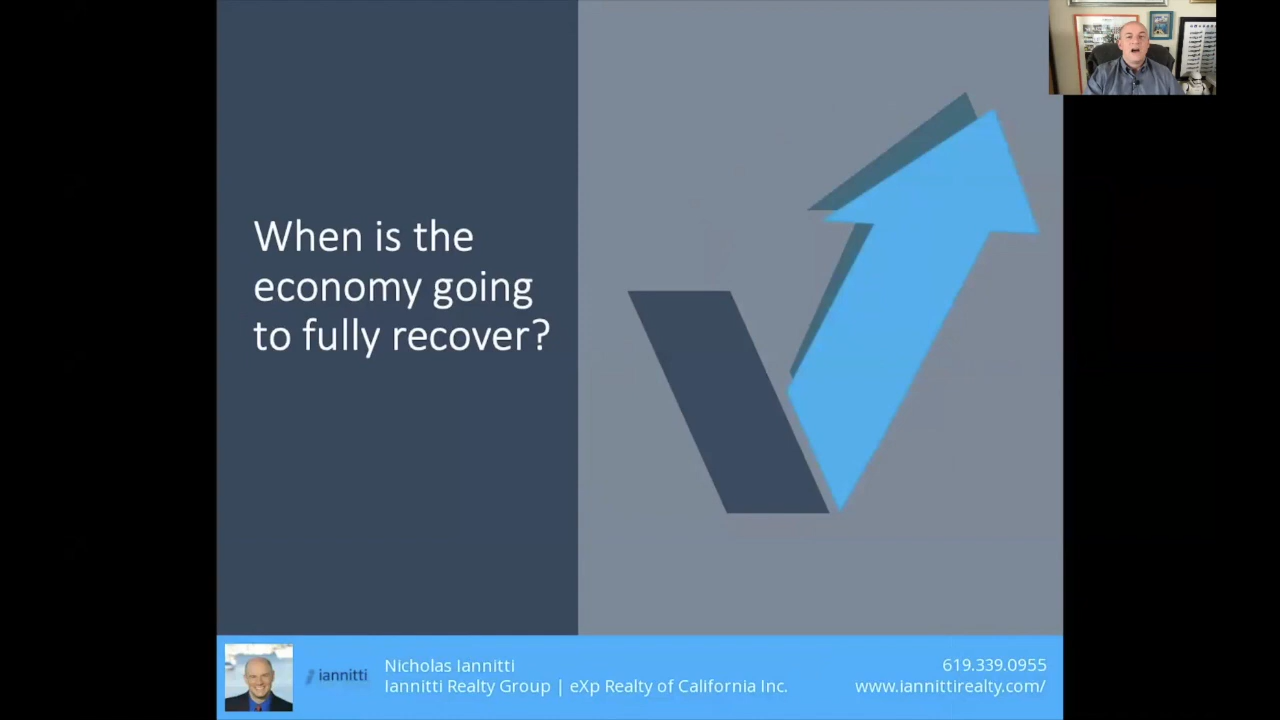 When is the
economy going
to fully recover?
iannitti
Nicholas Iannitti
Iannitti Realty Group | eXp Realty of California Inc.
619.339.0955
www.iannittirealty.com/